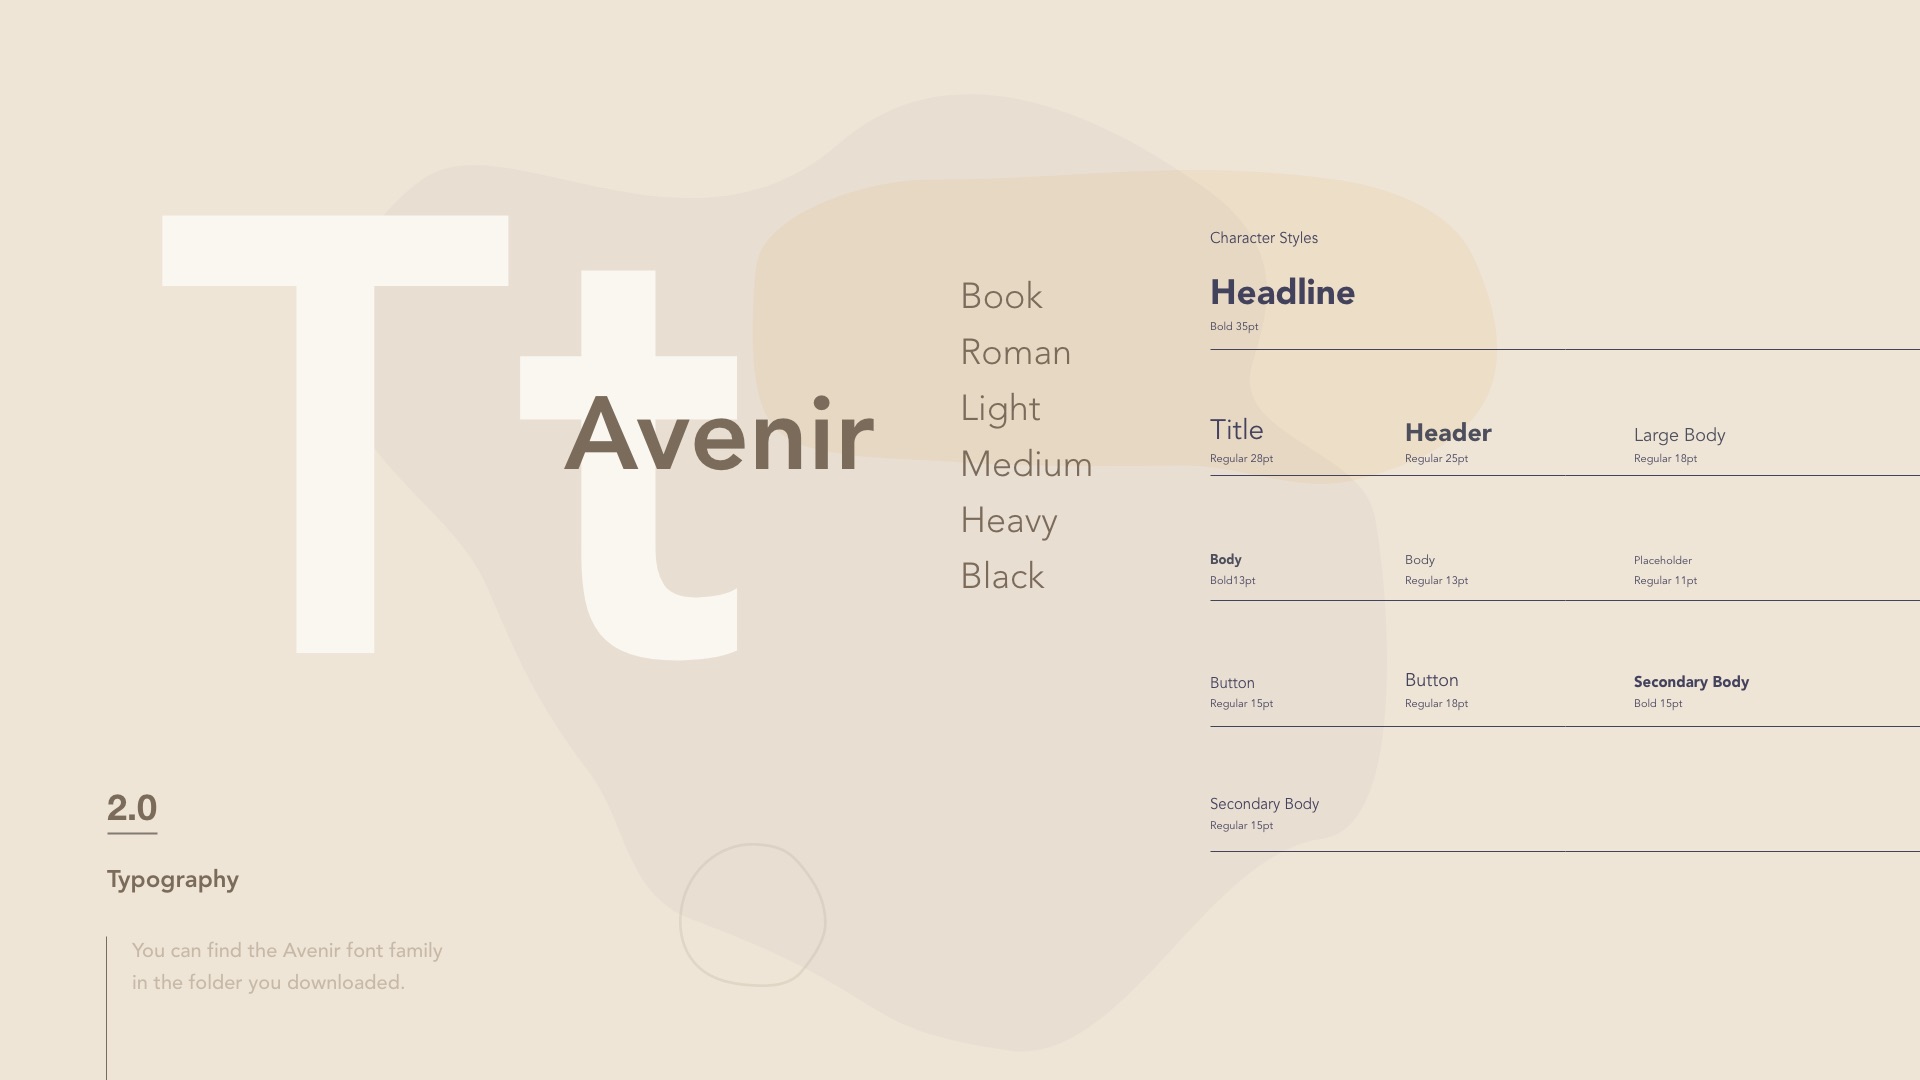 Tt
Avenir
Book
Roman
Light
Medium
Heavy
Black
Character Styles
Headline
Bold 35pt
Title
Regular 28pt
Header
Regular 25pt
Large Body
Regular 18pt
Body
Bold13pt
Body
Regular 13pt
Placeholder
Regular 11pt
Button
Regular 15pt
Button
Regular 18pt
Secondary Body
Bold 15pt
Secondary Body
Regular 15pt
2.0
Typography
You can find the Avenir font family
in the folder you downloaded.